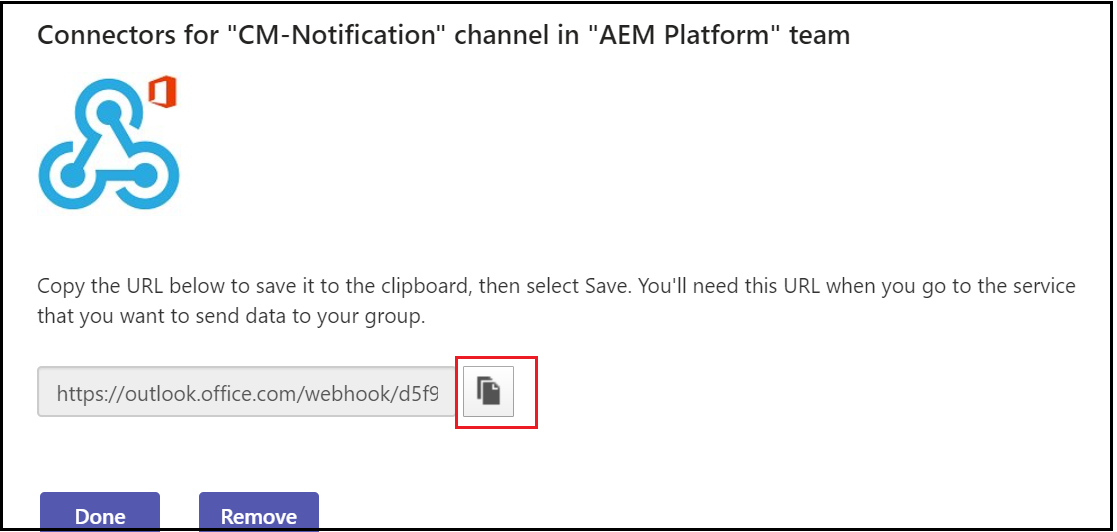 Connectors for "CM-Notification" channel in "AEM Platform" team
Copy the URL below to save it to the clipboard, then select Save. You'll need this URL when you go to the service
that you want to send data to your group.
https://outlook.office.com/webhook/d5f9
Done
Remove